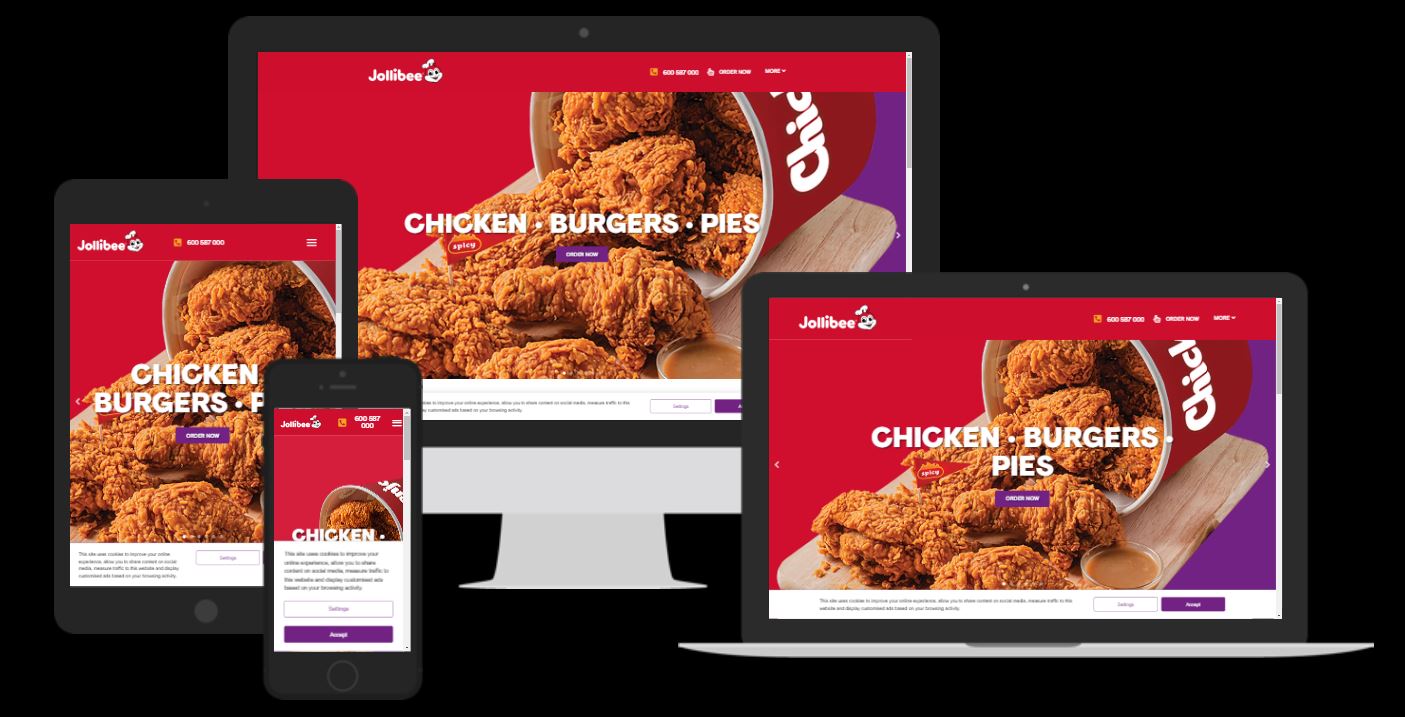 Jollibee
600 587 000
ORDER NOW
MORE
Chic
CHICKEN • BURGERS • PIES
spicy
ORDER NOW
cookies to improve your online experience, allow you to share content on social media, measure traffic to this
customised ads based on your browsing activity.
Settings
A
Jollibee
600 587 000
CHICKEN
BURGERS • P
ORDER NOW
This site uses cookies to improve your online
experience, allow you to share content on social
media, measure traffic to this website and display
customised ads based on your browsing activity.
Settings
Jollibee
600 587
000
CHICKEN •
This site uses cookies to improve your
online experience, allow you to share
content on social media, measure traffic to
this website and display customised ads
based on your browsing activity.
Settings
Accept
Jollibee
600 587 000
ORDER NOW
MORE
Chic
CHICKEN • BURGERS •
PIES
spicy
ORDER NOW
This site uses cookies to improve your online experience, allow you to share content on social media, measure traffic to this
website and display customised ads based on your browsing activity.
Settings
Accept